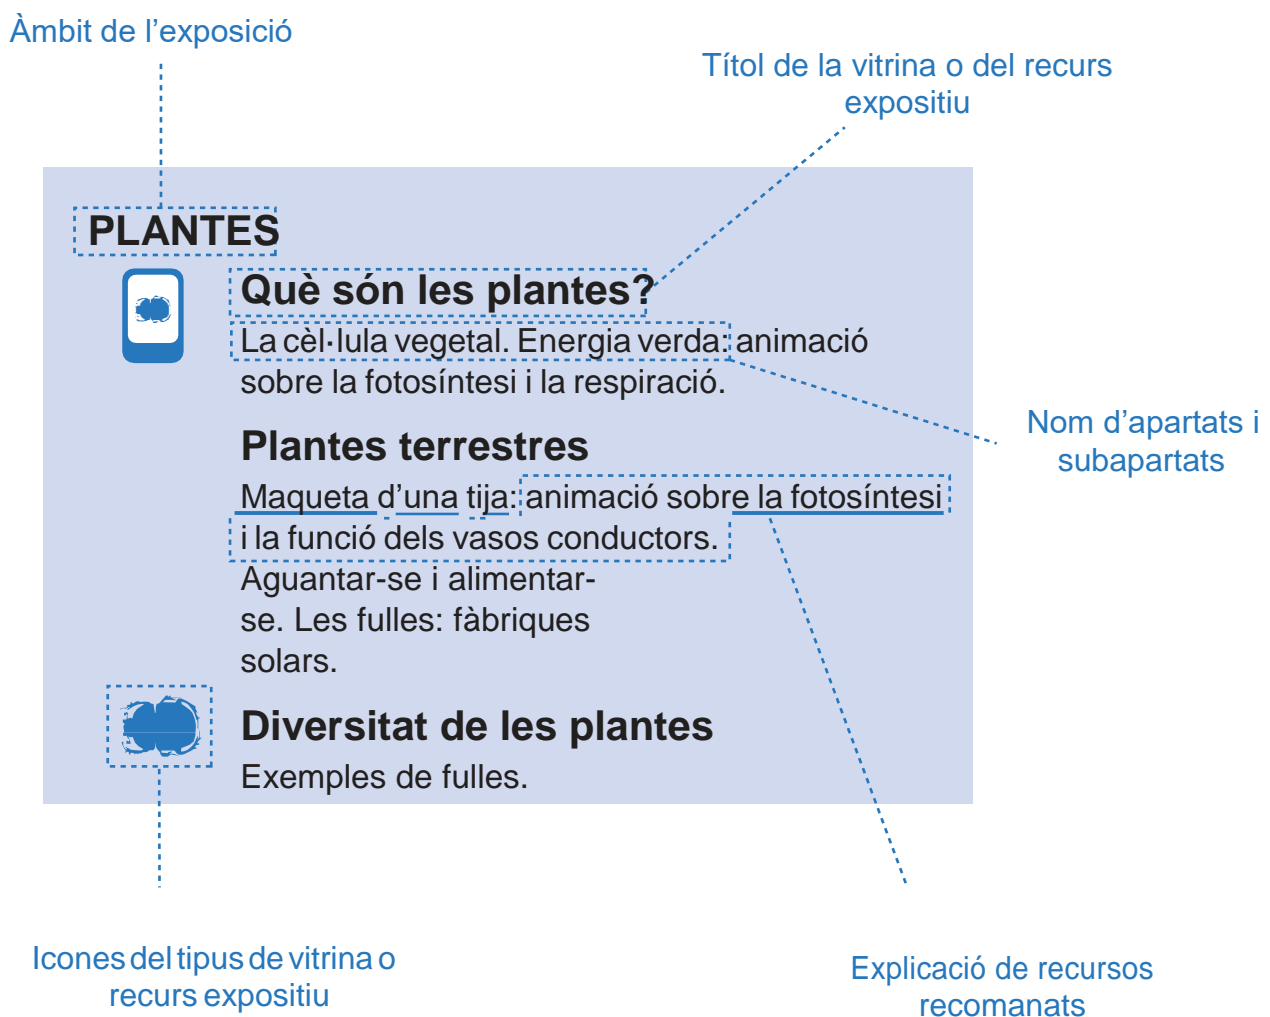 Àmbit de l’exposició
Títol de la vitrina o del recurs
expositiu
PLANTES
Què són les plantes?
La cèl·lula vegetal. Energia verda: animació
sobre la fotosíntesi i la respiració.
Nom d’apartats i
subapartats
Plantes terrestres
Maqueta d’una tija: animació sobre la fotosíntesi
i la funció dels vasos conductors.
Aguantar-se i alimentar-
se. Les fulles: fàbriques
solars.
Diversitat de les plantes
Exemples de fulles.
Icones del tipus de vitrina o
recurs expositiu
Explicació de recursos
recomanats